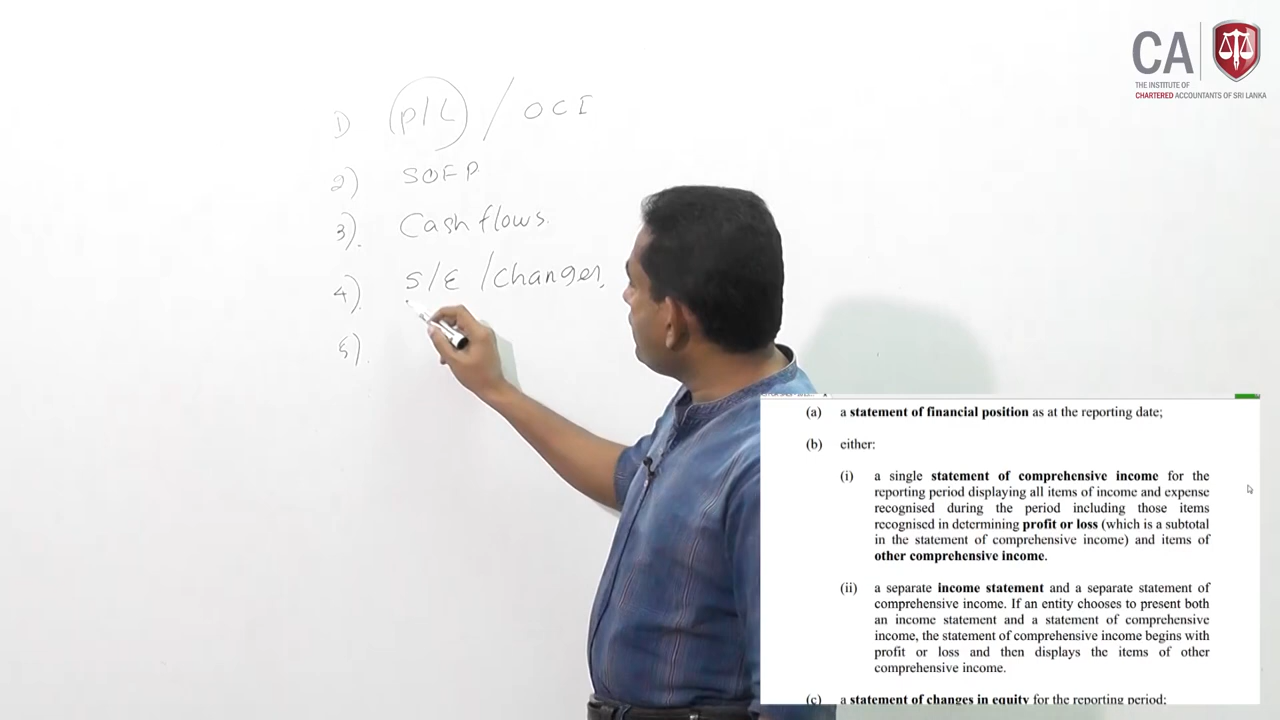 1) P/L / OCI
2) SOFP
3). Cash flows.
4). S/E / changes,
5).
CA
THE INSTITUTE OF
CHARTERED ACCOUNTANTS OF SRI LANKA
(a) a statement of financial position as at the reporting date;
(b) either:
(i) a single statement of comprehensive income for the
reporting period displaying all items of income and expense
recognised during the period including those items
recognised in determining profit or loss (which is a subtotal
in the statement of comprehensive income) and items of
other comprehensive income.
(ii) a separate income statement and a separate statement of
comprehensive income. If an entity chooses to present both
an income statement and a statement of comprehensive
income, the statement of comprehensive income begins with
profit or loss and then displays the items of other
comprehensive income.
(c) a statement of changes in equity for the reporting period;